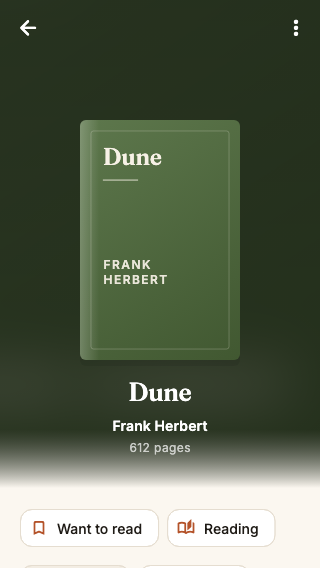 Dune
FRANK
HERBERT
Dune
Frank Herbert
612 pages
Want to read
Reading